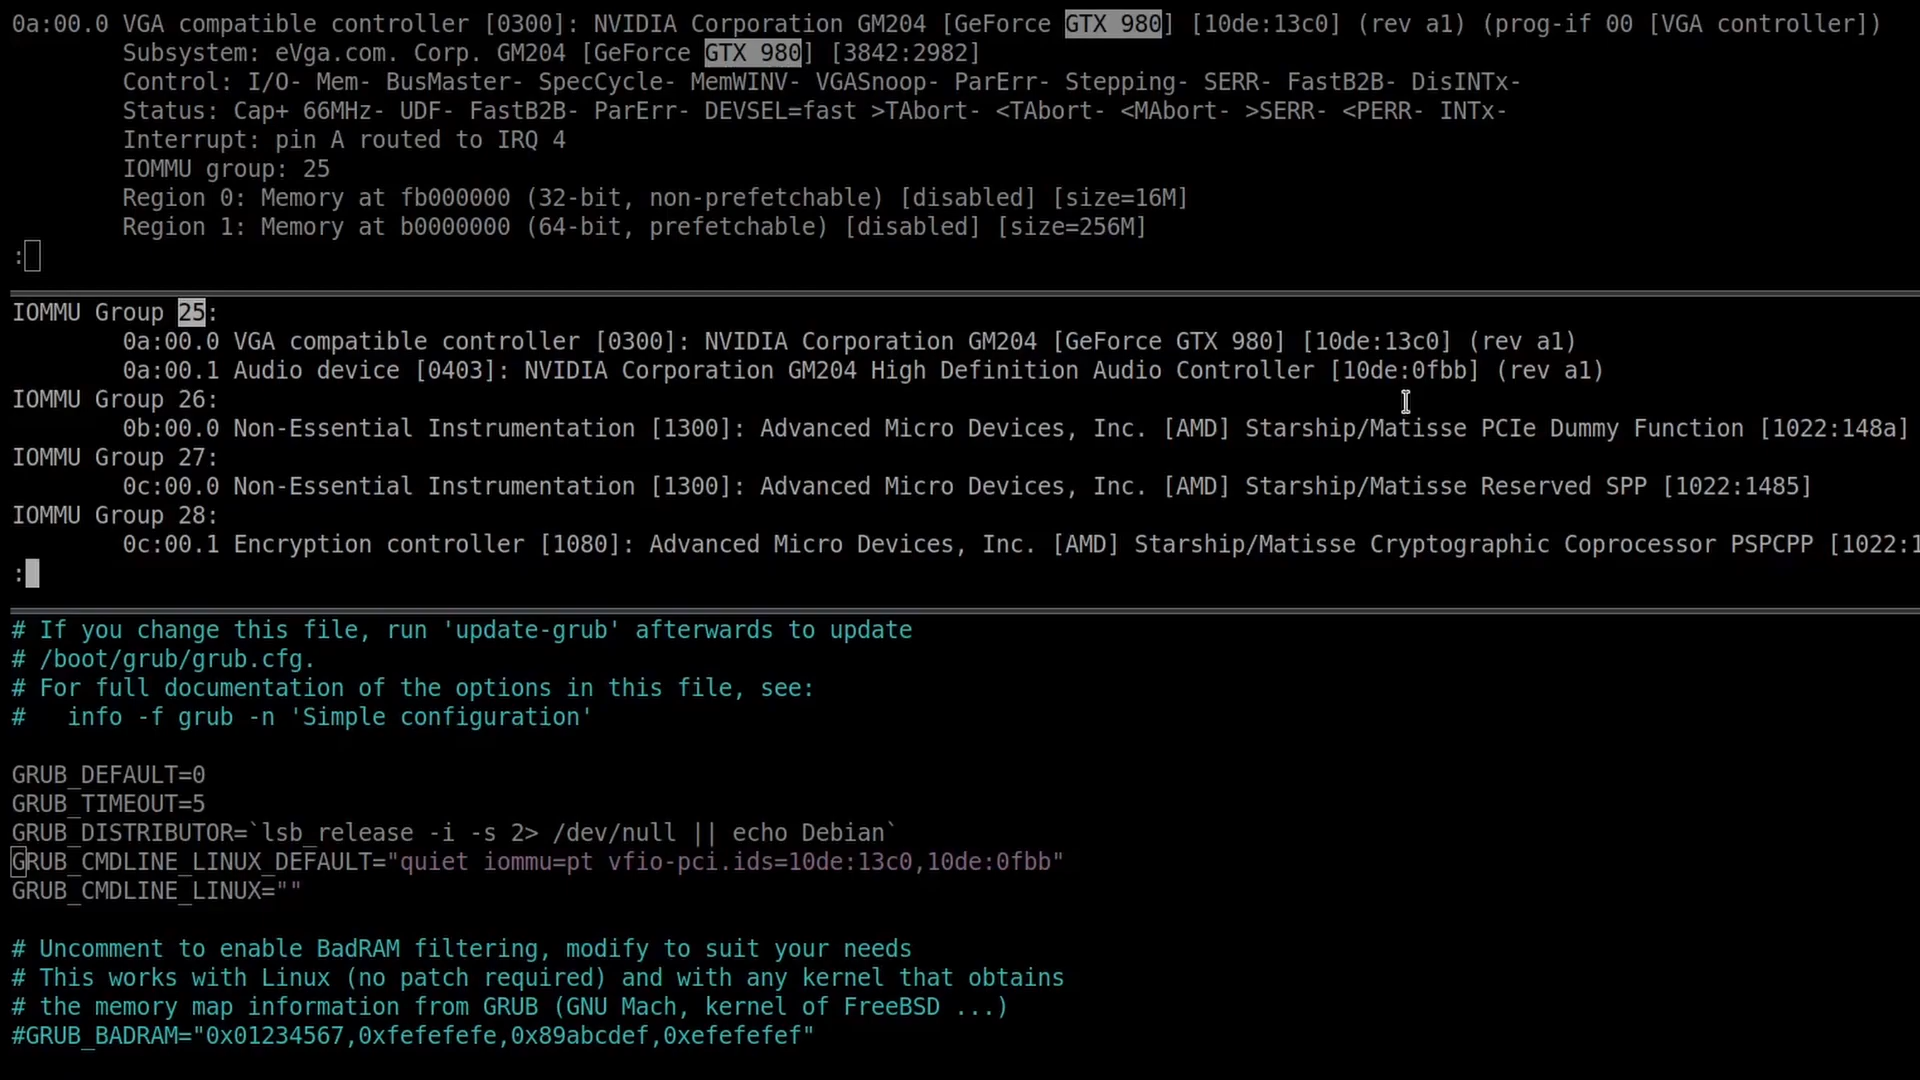 0a:00.0 VGA compatible controller [0300]: NVIDIA Corporation GM204 [GeForce GTX 980] [10de:13c0] (rev a1) (prog-if 00 [VGA controller])
Subsystem: eVga.com. Corp. GM204 [GeForce GTX 980] [3842:2982]
Control: I/O- Mem- BusMaster- SpecCycle- MemWINV- VGASnoop- ParErr- Stepping- SERR- FastB2B- DisINTx-
Status: Cap+ 66MHz- UDF- FastB2B- ParErr- DEVSEL=fast >TAbort- <TAbort- <MAbort- >SERR- <PERR- INTx-
Interrupt: pin A routed to IRQ 4
IOMMU group: 25
Region 0: Memory at fb000000 (32-bit, non-prefetchable) [disabled] [size=16M]
Region 1: Memory at b0000000 (64-bit, prefetchable) [disabled] [size=256M]
:
IOMMU Group 25:
0a:00.0 VGA compatible controller [0300]: NVIDIA Corporation GM204 [GeForce GTX 980] [10de:13c0] (rev a1)
0a:00.1 Audio device [0403]: NVIDIA Corporation GM204 High Definition Audio Controller [10de:0fbb] (rev a1)
IOMMU Group 26:
0b:00.0 Non-Essential Instrumentation [1300]: Advanced Micro Devices, Inc. [AMD] Starship/Matisse PCIe Dummy Function [1022:148a]
IOMMU Group 27:
0c:00.0 Non-Essential Instrumentation [1300]: Advanced Micro Devices, Inc. [AMD] Starship/Matisse Reserved SPP [1022:1485]
IOMMU Group 28:
0c:00.1 Encryption controller [1080]: Advanced Micro Devices, Inc. [AMD] Starship/Matisse Cryptographic Coprocessor PSPCPP [1022:1
:
# If you change this file, run 'update-grub' afterwards to update
# /boot/grub/grub.cfg.
# For full documentation of the options in this file, see:
#   info -f grub -n 'Simple configuration'
GRUB_DEFAULT=0
GRUB_TIMEOUT=5
GRUB_DISTRIBUTOR=`lsb_release -i -s 2> /dev/null || echo Debian`
GRUB_CMDLINE_LINUX_DEFAULT="quiet iommu=pt vfio-pci.ids=10de:13c0,10de:0fbb"
GRUB_CMDLINE_LINUX=""
# Uncomment to enable BadRAM filtering, modify to suit your needs
# This works with Linux (no patch required) and with any kernel that obtains
# the memory map information from GRUB (GNU Mach, kernel of FreeBSD ...)
#GRUB_BADRAM="0x01234567,0xfefefefe,0x89abcdef,0xefefefef"